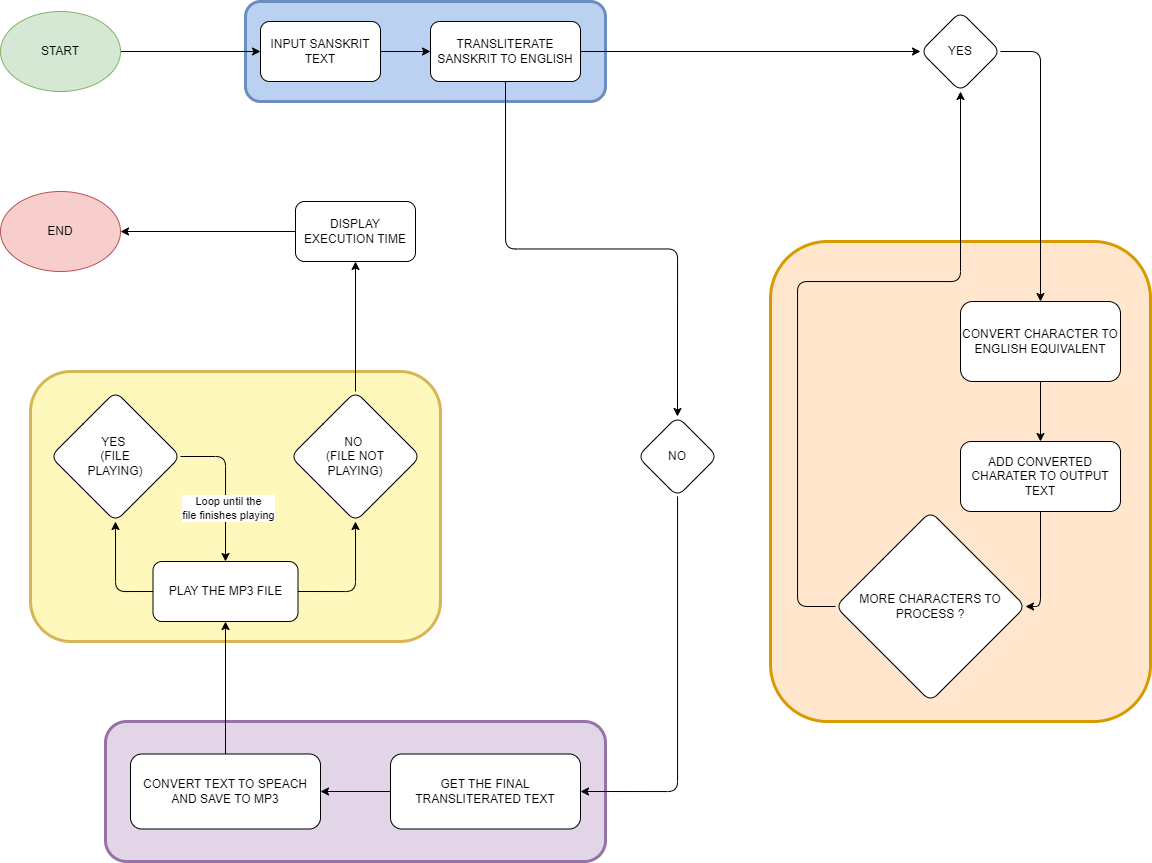 START
INPUT SANSKRIT
TEXT
TRANSLITERATE
SANSKRIT TO ENGLISH
YES
DISPLAY
EXECUTION TIME
END
CONVERT CHARACTER TO
ENGLISH EQUIVALENT
YES
(FILE
PLAYING)
NO
(FILE NOT
PLAYING)
NO
ADD CONVERTED
CHARATER TO OUTPUT
TEXT
Loop until the
file finishes playing
PLAY THE MP3 FILE
MORE CHARACTERS TO
PROCESS ?
CONVERT TEXT TO SPEACH
AND SAVE TO MP3
GET THE FINAL
TRANSLITERATED TEXT